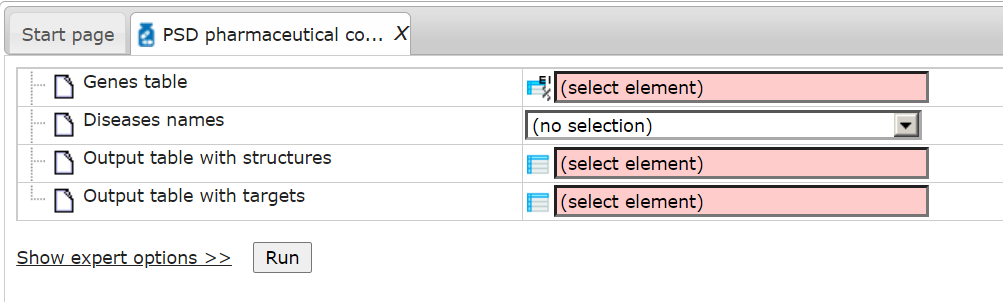 Start page
PSD pharmaceutical co... X
Genes table
(select element)
Diseases names
(no selection)
Output table with structures
(select element)
Output table with targets
(select element)
Show expert options >>
Run